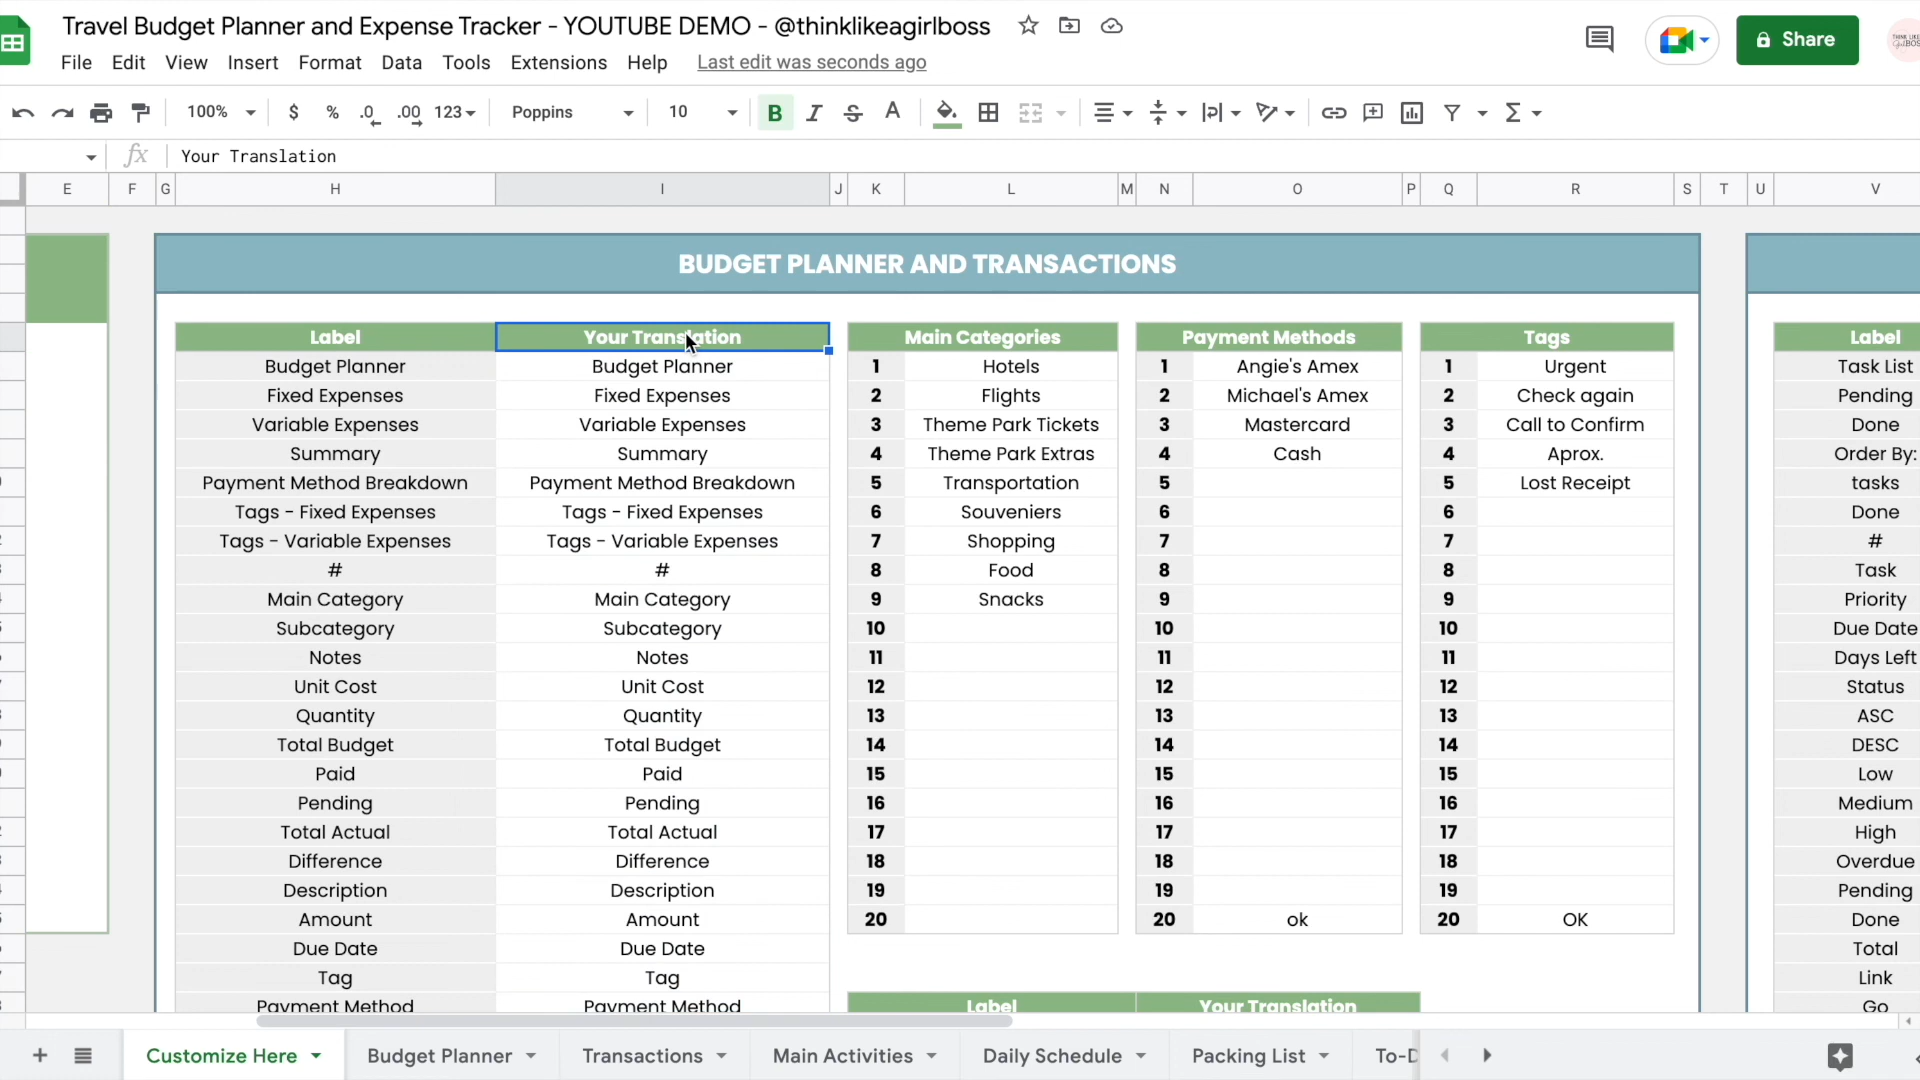 Travel Budget Planner and Expense Tracker - YOUTUBE DEMO - @thinklikeagirlboss
Share
File Edit View Insert Format Data Tools Extensions Help Last edit was seconds ago
100% $ % .0 .00 123 Poppins 10 B I S A
fx Your Translation
E F G H I J K L M N O P Q R S T U V
BUDGET PLANNER AND TRANSACTIONS
Label Your Translation Main Categories Payment Methods Tags Label
Budget Planner Budget Planner 1 Hotels 1 Angie's Amex 1 Urgent Task List
Fixed Expenses Fixed Expenses 2 Flights 2 Michael's Amex 2 Check again Pending
Variable Expenses Variable Expenses 3 Theme Park Tickets 3 Mastercard 3 Call to Confirm Done
Summary Summary 4 Theme Park Extras 4 Cash 4 Aprox. Order By:
Payment Method Breakdown Payment Method Breakdown 5 Transportation 5 5 Lost Receipt tasks
Tags - Fixed Expenses Tags - Fixed Expenses 6 Souveniers 6 6 Done
Tags - Variable Expenses Tags - Variable Expenses 7 Shopping 7 7 #
# # 8 Food 8 8 Task
Main Category Main Category 9 Snacks 9 9 Priority
Subcategory Subcategory 10 10 10 Due Date
Notes Notes 11 11 11 Days Left
Unit Cost Unit Cost 12 12 12 Status
Quantity Quantity 13 13 13 ASC
Total Budget Total Budget 14 14 14 DESC
Paid Paid 15 15 15 Low
Pending Pending 16 16 16 Medium
Total Actual Total Actual 17 17 17 High
Difference Difference 18 18 18 Overdue
Description Description 19 19 19 Pending
Amount Amount 20 20 ok 20 OK Done
Due Date Due Date Total
Tag Tag Link
Payment Method Payment Method Label Your Translation Go
Customize Here Budget Planner Transactions Main Activities Daily Schedule Packing List To-D